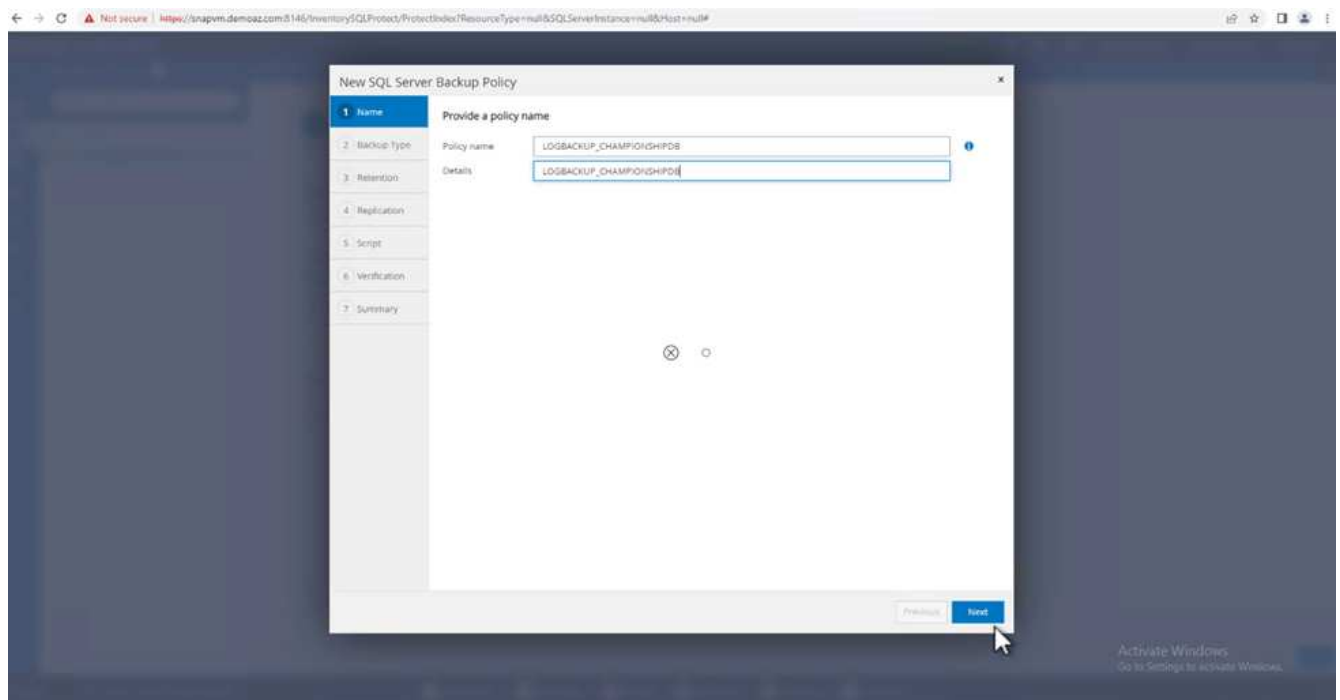 Not secure | https://snapvm.demoaz.com:8146/InventorySQLProtect/ProtectIndex?ResourceType=null&SQLServerInstance=null&Host=null#
New SQL Server Backup Policy
1 Name
2 Backup Type
3 Retention
4 Replication
5 Script
6 Verification
7 Summary
Provide a policy name
Policy name LOGBACKUP_CHAMPIONSHIPDB
Details LOGBACKUP_CHAMPIONSHIPDB
Previous Next
Activate Windows
Go to Settings to activate Windows.